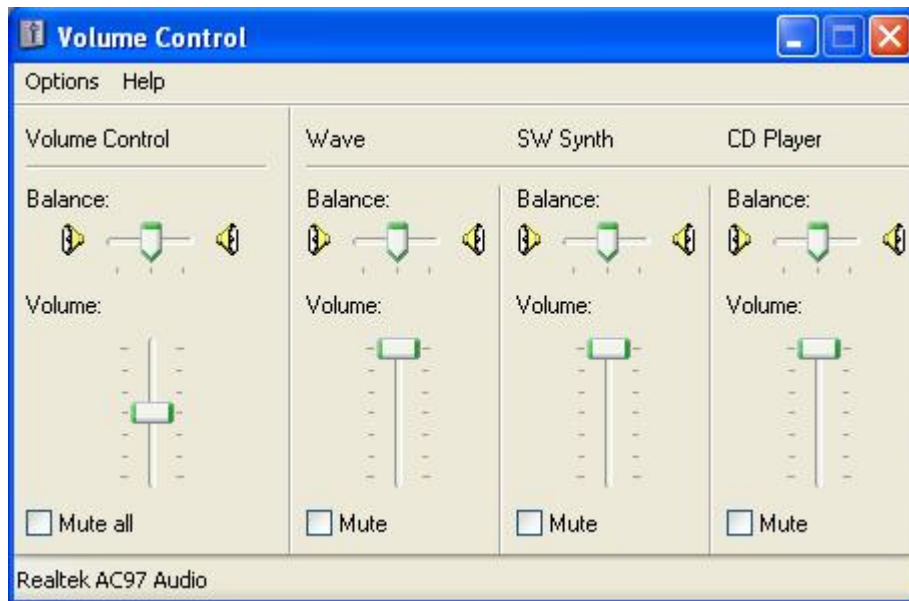 Volume Control
Options Help
Volume Control Wave SW Synth CD Player
Balance: Balance: Balance: Balance:
Volume: Volume: Volume: Volume:
Mute all Mute Mute Mute
Realtek AC97 Audio